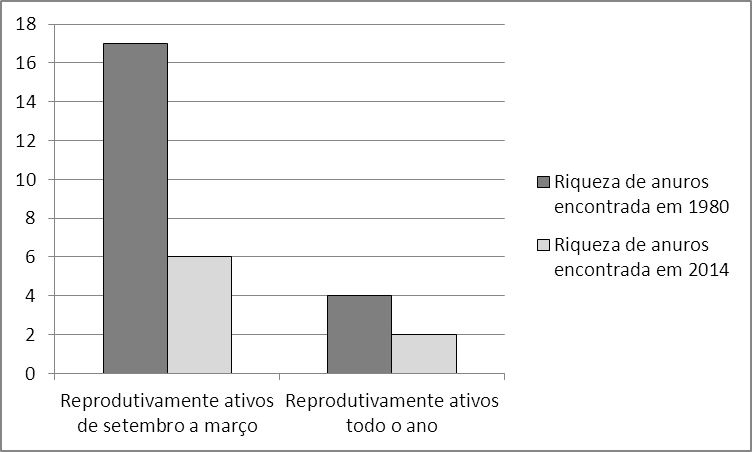 18
16
14
12
10
8
6
4
2
0
Reprodutivamente ativos
de setembro a março
Reprodutivamente ativos
todo o ano
Riqueza de anuros
encontrada em 1980
Riqueza de anuros
encontrada em 2014